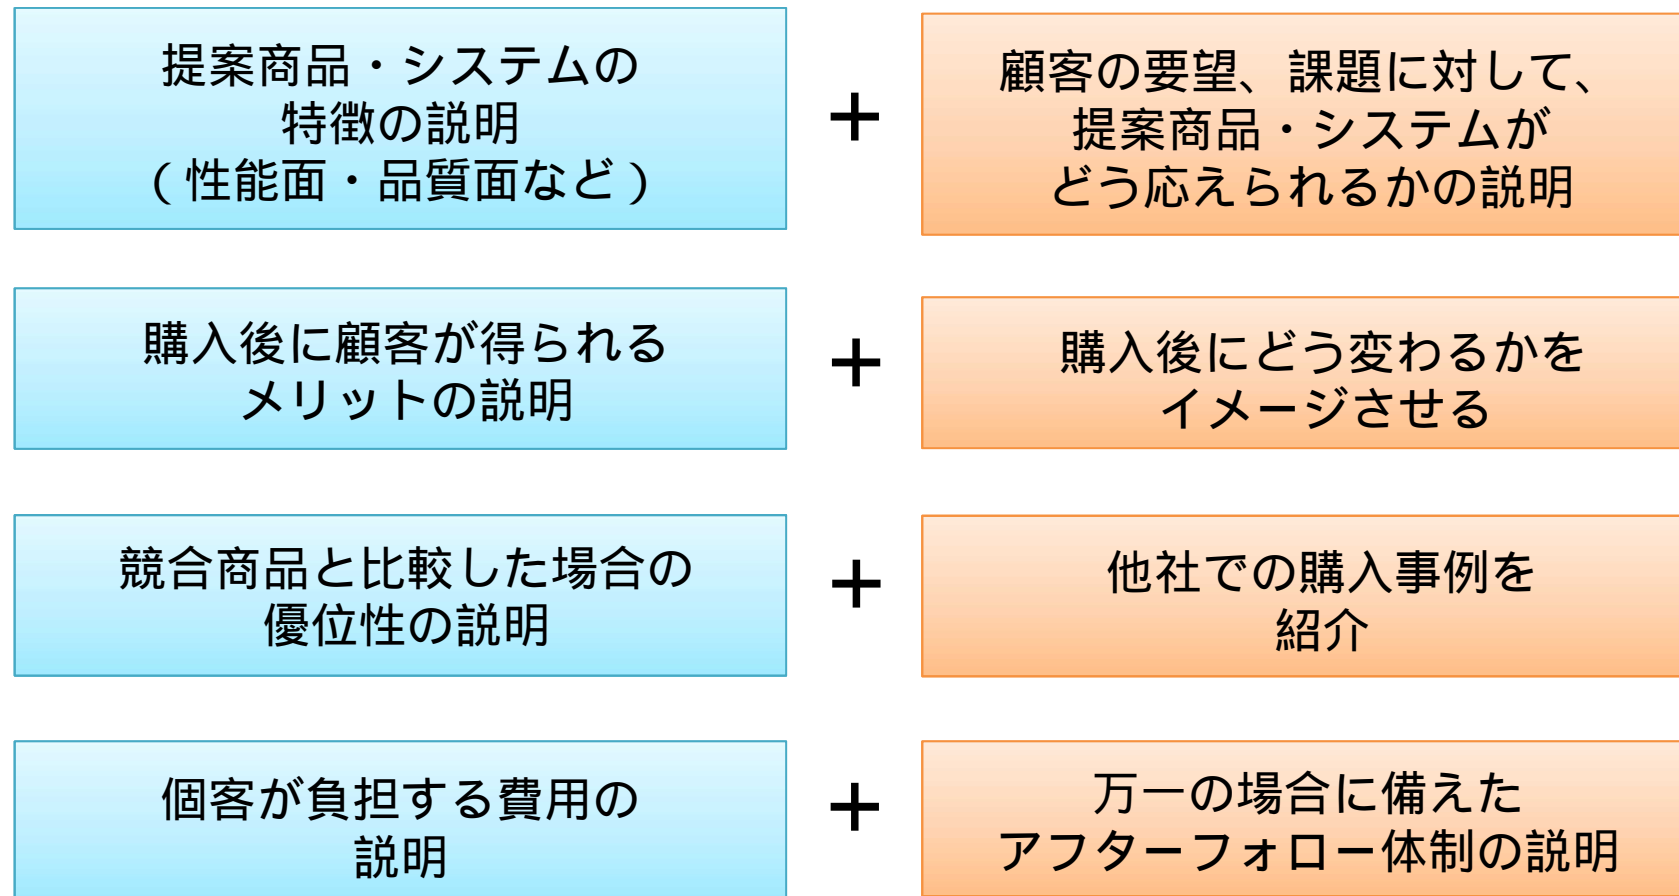 提案商品・システムの
特徴の説明
（性能面・品質面など）
＋
顧客の要望、課題に対して、
提案商品・システムが
どう応えられるかの説明
購入後に顧客が得られる
メリットの説明
＋
購入後にどう変わるかを
イメージさせる
競合商品と比較した場合の
優位性の説明
＋
他社での購入事例を
紹介
個客が負担する費用の
説明
＋
万一の場合に備えた
アフターフォロー体制の説明